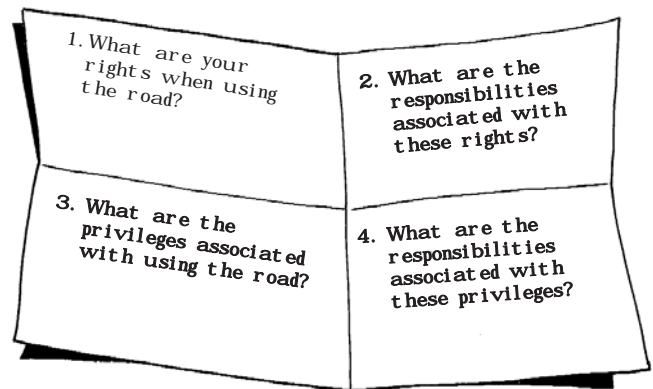 1. What are your
rights when using
the road?
2. What are the
responsibilities
associated with
these rights?
3. What are the
privileges associated
with using the road?
4. What are the
responsibilities
associated with
these privileges?